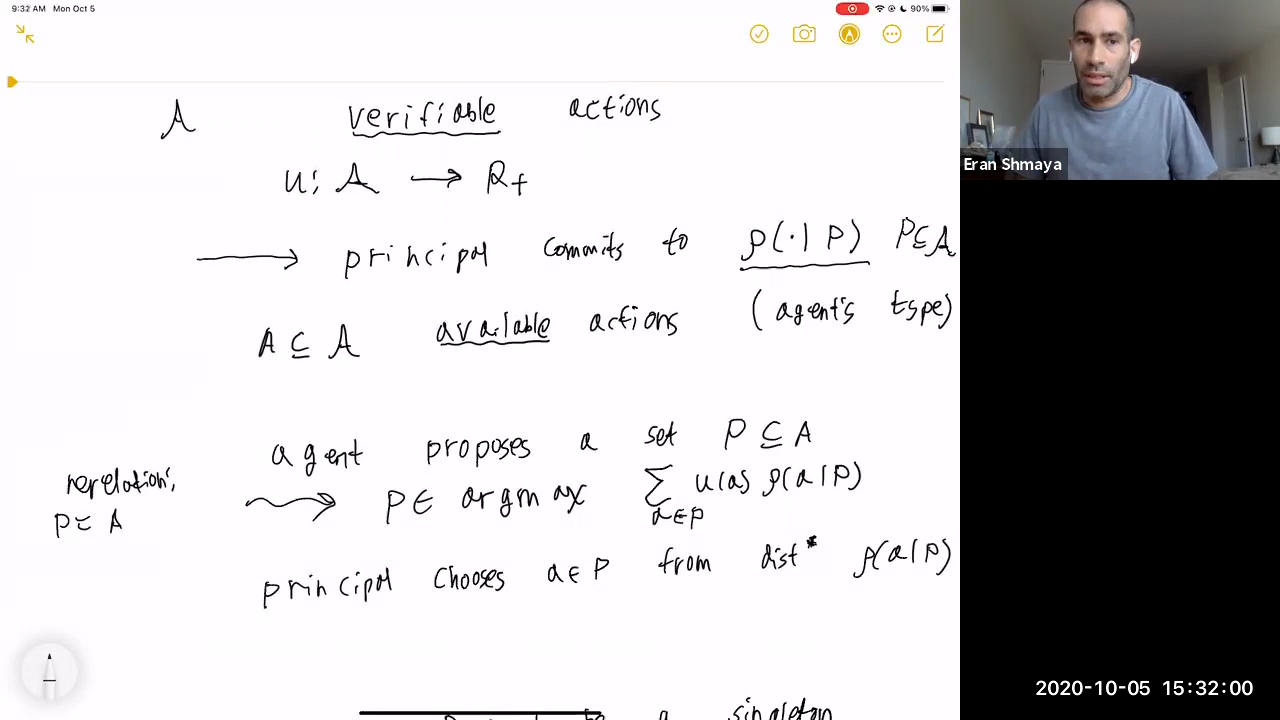 9:32 AM Mon Oct 5
90%
𝒜 verifiable actions
u: 𝒜 → R+
→ principal commits to ρ(·|P) P⊆𝒜
A ⊆ 𝒜 available actions (agent's type)
agent proposes a set P ⊆ A
revelation: P = A
→ P ∈ argmax Σ a∈P u(a) ρ(a|P)
principal chooses a∈P from dist ρ(a|P)
a singleton
Eran Shmaya
2020-10-05 15:32:00